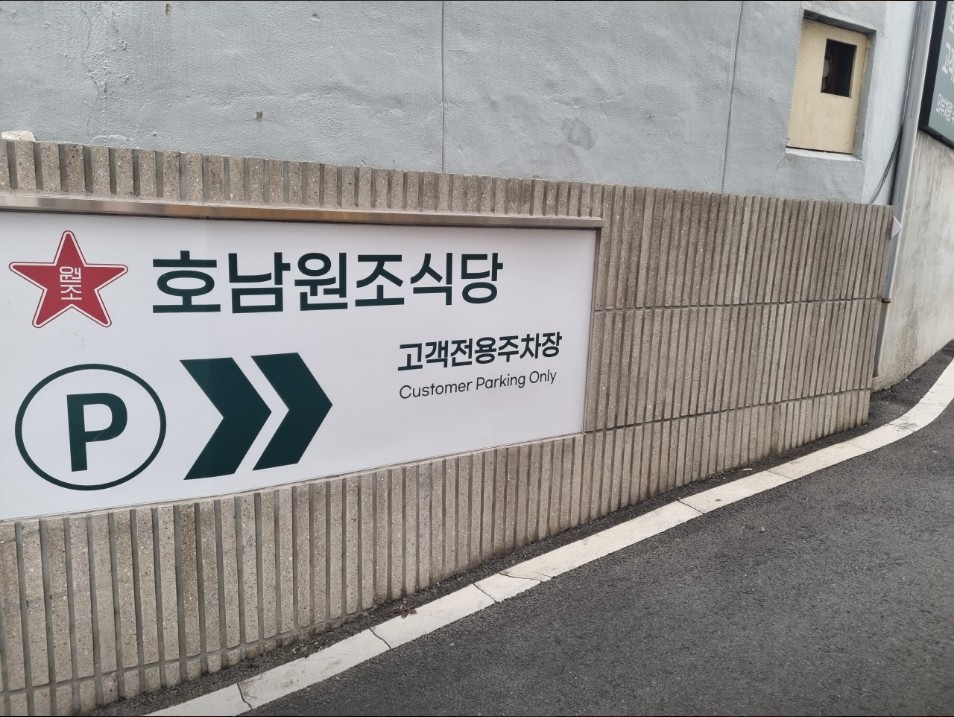 원조
호남원조식당
고객전용주차장
Customer Parking Only
P